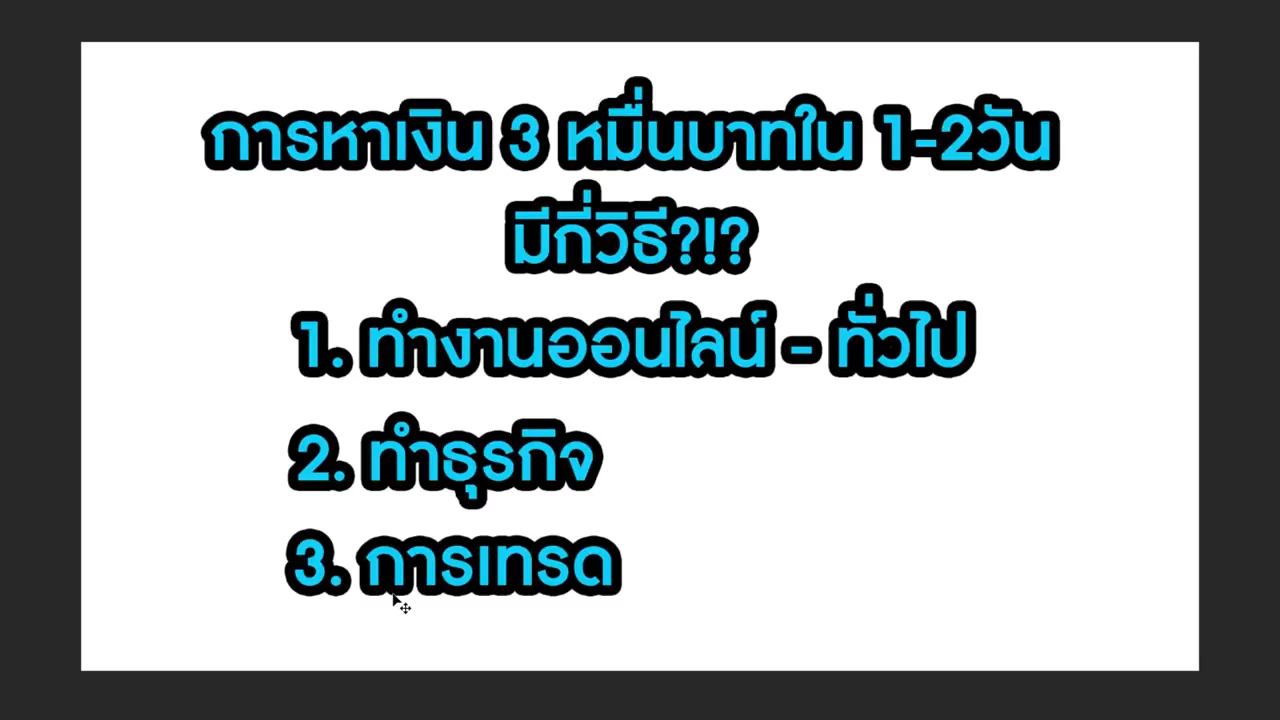 การหาเงิน 3 หมื่นบาทใน 1-2วัน
มีกี่วิธี?!?
1. ทำงานออนไลน์ - ทั่วไป
2. ทำธุรกิจ
3. การเทรด